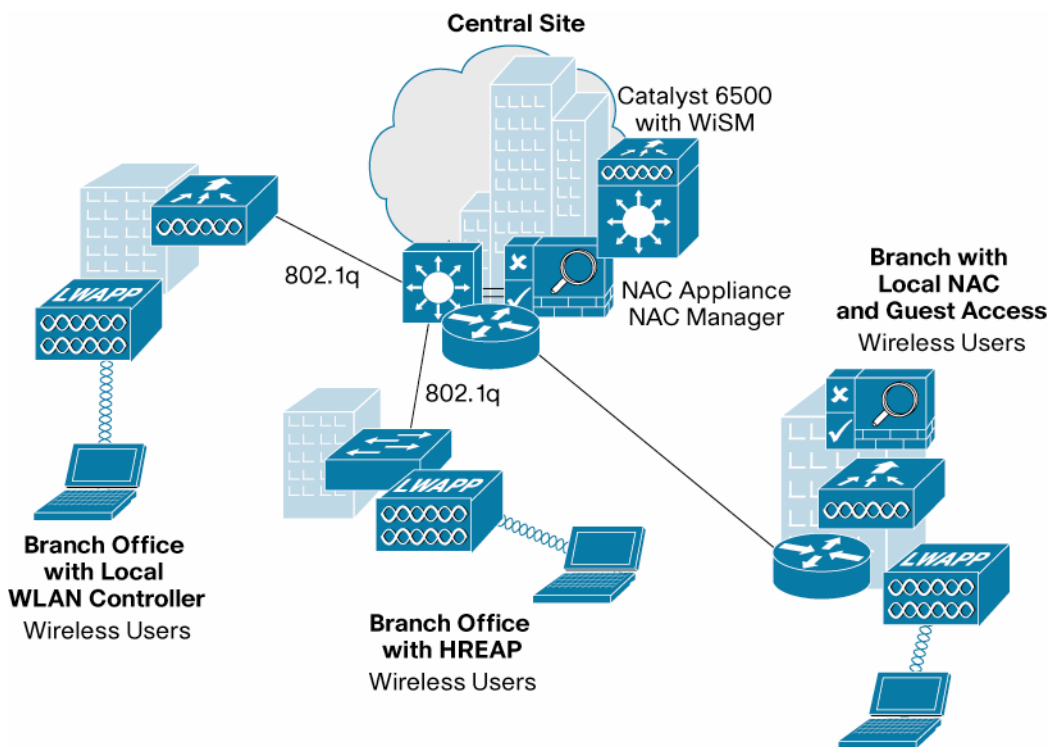 Central Site
Catalyst 6500
with WiSM
802.1q
LWAPP
NAC Appliance
NAC Manager
Branch with
Local NAC
and Guest Access
Wireless Users
802.1q
LWAPP
Branch Office
with Local
WLAN Controller
Wireless Users
Branch Office
with HREAP
Wireless Users
LWAPP